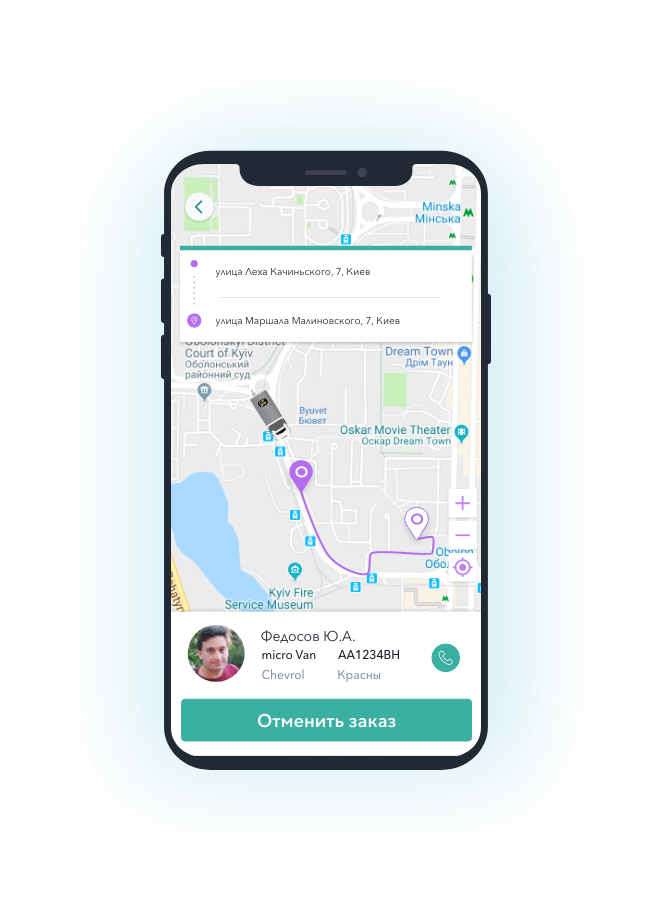 Minska
Мінська
улица Леха Качиньского, 7, Киев
улица Маршала Малиновского, 7, Киев
Obolonskyi District
Court of Kyiv
Оболонський
районний суд
Dream Town
Дрім Таун
Byuvet
Бювет
Oskar Movie Theater
Оскар Dream Town
Obolon
Kyiv Fire
Service Museum
Федосов Ю.А.
micro Van AA1234BH
Chevrol Красны
Отменить заказ